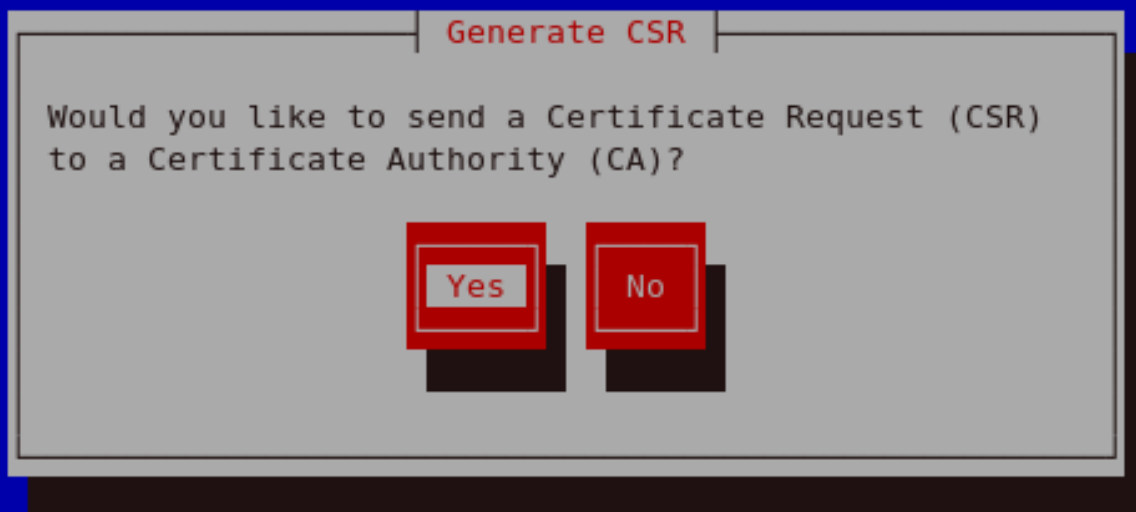 Generate CSR
Would you like to send a Certificate Request (CSR)
to a Certificate Authority (CA)?
Yes No